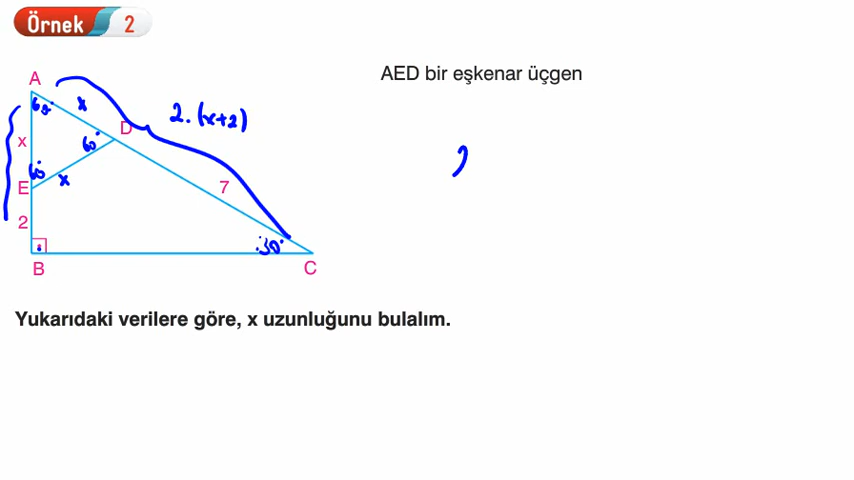 Örnek 2
AED bir eşkenar üçgen
A
60°
x
2.(x+2)
D
x
60°
60°
E
x
7
2
30°
B
C
Yukarıdaki verilere göre, x uzunluğunu bulalım.